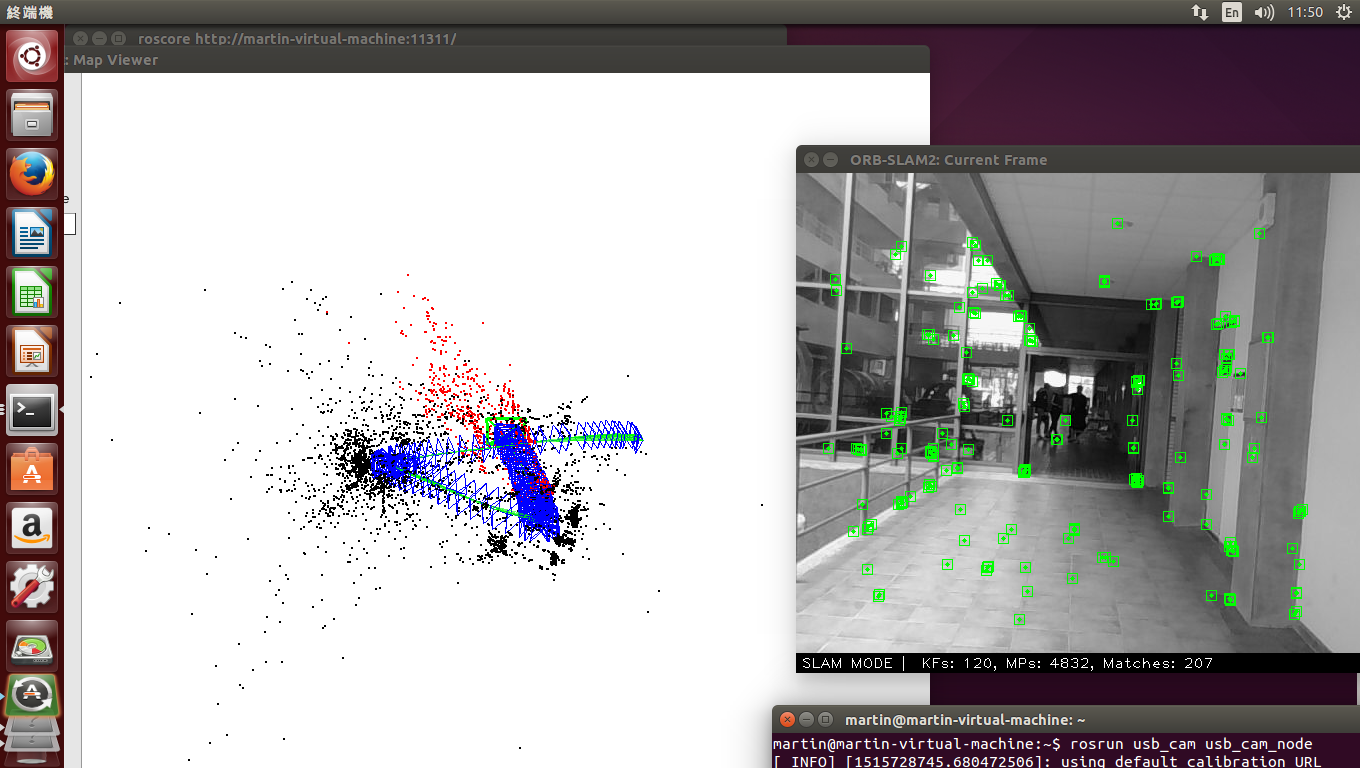 終端機
En
11:50
roscore http://martin-virtual-machine:11311/
: Map Viewer
e
ORB-SLAM2: Current Frame
SLAM MODE | KFs: 120, MPs: 4832, Matches: 207
martin@martin-virtual-machine: ~
martin@martin-virtual-machine:~$ rosrun usb_cam usb_cam_node
[ INFO] [1515728745.680472506]: using default calibration URL